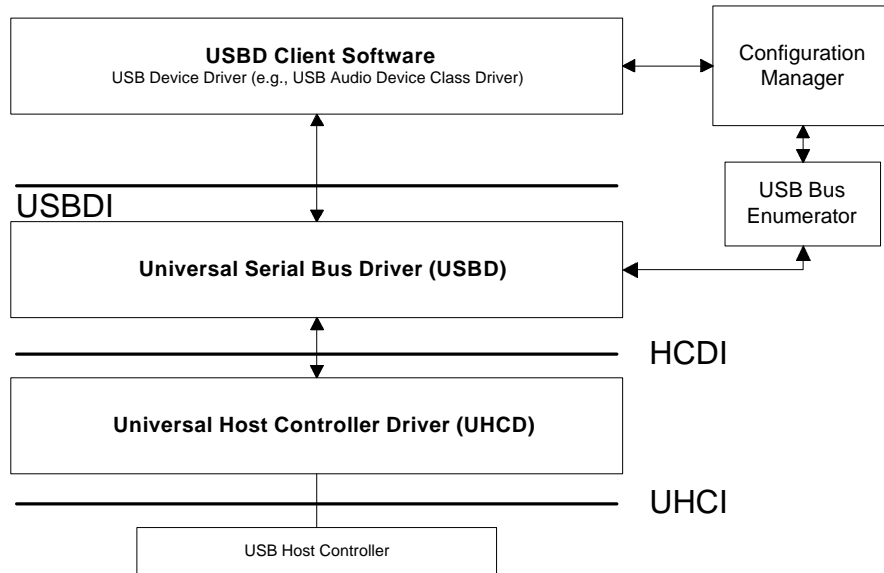 USBD Client Software
USB Device Driver (e.g., USB Audio Device Class Driver)
Configuration
Manager
USBDI
USB Bus
Enumerator
Universal Serial Bus Driver (USBD)
HCDI
Universal Host Controller Driver (UHCD)
UHCI
USB Host Controller